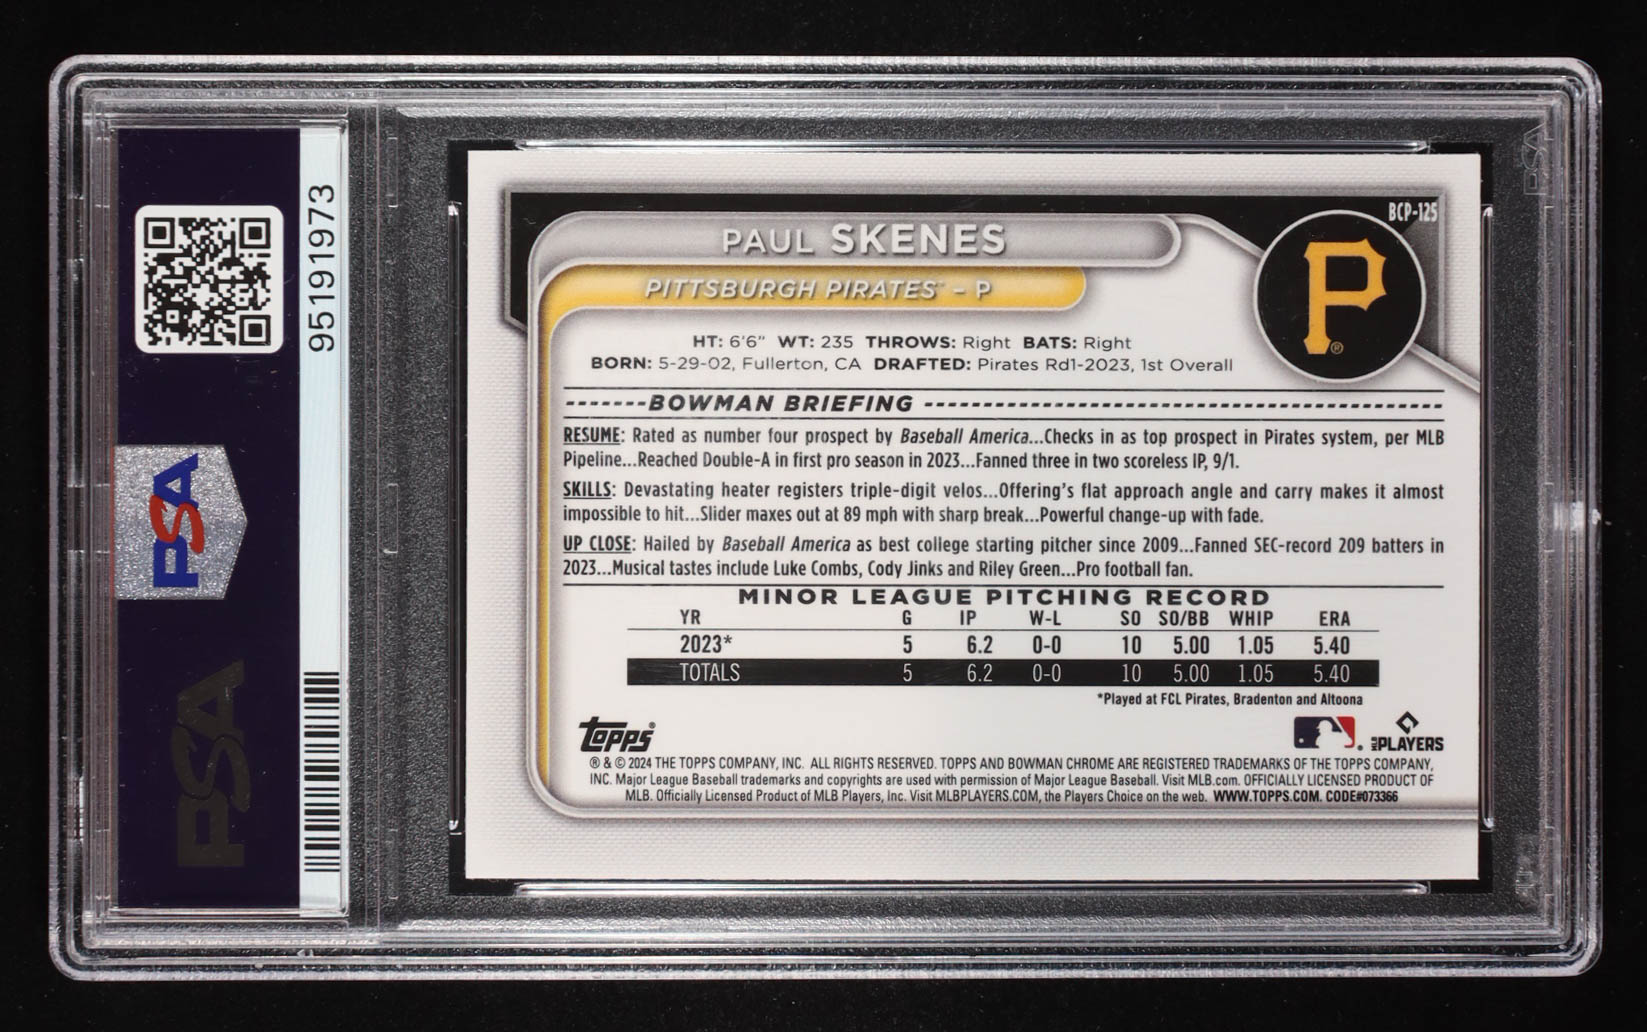 95191973
PSA
PSA
BCP-125
PAUL SKENES
PITTSBURGH PIRATES™ – P
P®
HT: 6'6" WT: 235 THROWS: Right BATS: Right
BORN: 5-29-02, Fullerton, CA DRAFTED: Pirates Rd1-2023, 1st Overall
BOWMAN BRIEFING
RESUME: Rated as number four prospect by Baseball America...Checks in as top prospect in Pirates system, per MLB
Pipeline...Reached Double-A in first pro season in 2023...Fanned three in two scoreless IP, 9/1.
SKILLS: Devastating heater registers triple-digit velos...Offering's flat approach angle and carry makes it almost
impossible to hit...Slider maxes out at 89 mph with sharp break...Powerful change-up with fade.
UP CLOSE: Hailed by Baseball America as best college starting pitcher since 2009...Fanned SEC-record 209 batters in
2023...Musical tastes include Luke Combs, Cody Jinks and Riley Green...Pro football fan.
MINOR LEAGUE PITCHING RECORD
YR G IP W-L SO SO/BB WHIP ERA
2023* 5 6.2 0-0 10 5.00 1.05 5.40
TOTALS 5 6.2 0-0 10 5.00 1.05 5.40
*Played at FCL Pirates, Bradenton and Altoona
Topps®
MLB PLAYERS
® & © 2024 THE TOPPS COMPANY, INC. ALL RIGHTS RESERVED. TOPPS AND BOWMAN CHROME ARE REGISTERED TRADEMARKS OF THE TOPPS COMPANY,
INC. Major League Baseball trademarks and copyrights are used with permission of Major League Baseball. Visit MLB.com. OFFICIALLY LICENSED PRODUCT OF
MLB. Officially Licensed Product of MLB Players, Inc. Visit MLBPLAYERS.COM, the Players Choice on the web. WWW.TOPPS.COM. CODE#073366
PSA